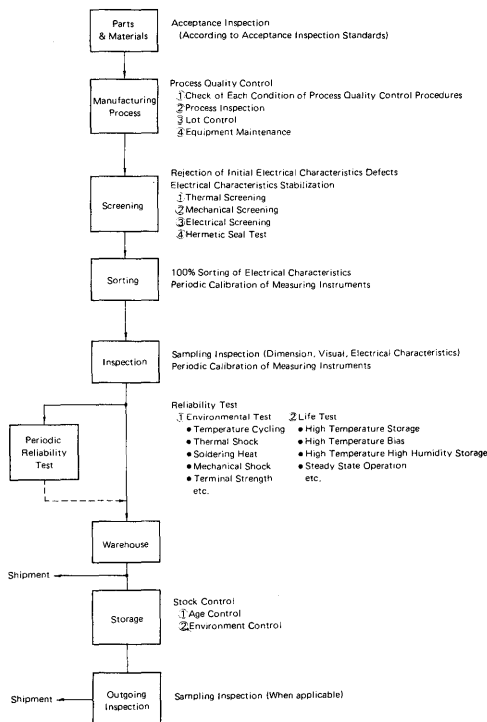 Parts
& Materials
Acceptance Inspection
(According to Acceptance Inspection Standards)
Manufacturing
Process
Process Quality Control
① Check of Each Condition of Process Quality Control Procedures
② Process Inspection
③ Lot Control
④ Equipment Maintenance
Screening
Rejection of Initial Electrical Characteristics Defects
Electrical Characteristics Stabilization
① Thermal Screening
② Mechanical Screening
③ Electrical Screening
④ Hermetic Seal Test
Sorting
100% Sorting of Electrical Characteristics
Periodic Calibration of Measuring Instruments
Inspection
Sampling Inspection (Dimension, Visual, Electrical Characteristics)
Periodic Calibration of Measuring Instruments
Periodic
Reliability
Test
Reliability Test
① Environmental Test
● Temperature Cycling
● Thermal Shock
● Soldering Heat
● Mechanical Shock
● Terminal Strength
etc.
② Life Test
● High Temperature Storage
● High Temperature Bias
● High Temperature High Humidity Storage
● Steady State Operation
etc.
Warehouse
Shipment
Storage
Stock Control
① Age Control
② Environment Control
Shipment
Outgoing
Inspection
Sampling Inspection (When applicable)